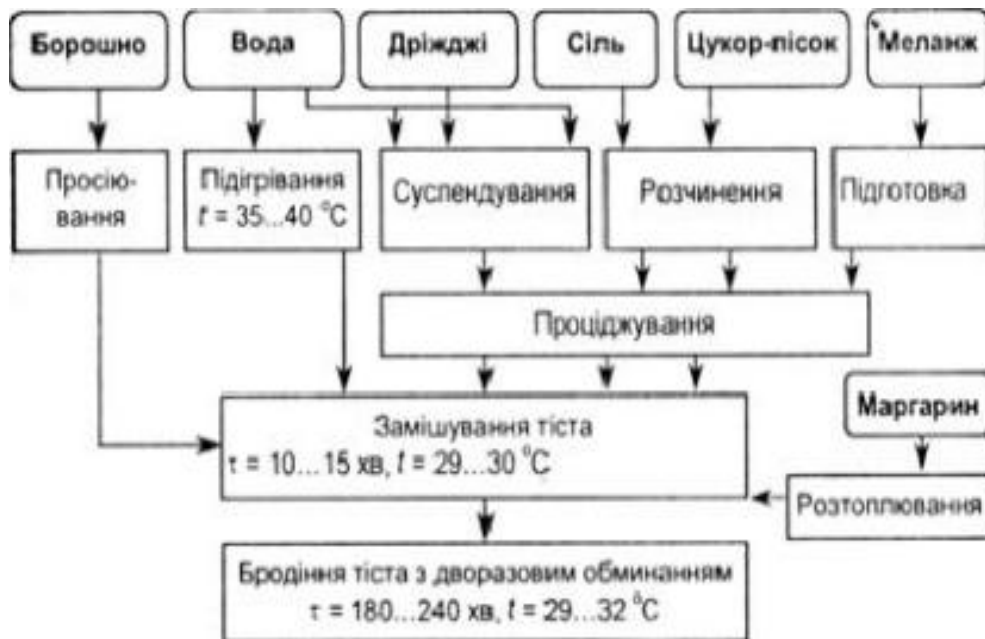 Борошно
Вода
Дріжджі
Сіль
Цукор-пісок
Меланж
Просію-
вання
Підігрівання
t = 35...40 °C
Суспендування
Розчинення
Підготовка
Проціджування
Маргарин
Замішування тіста
τ = 10...15 хв, t = 29...30 °C
Розтоплювання
Бродіння тіста з дворазовим обминанням
τ = 180...240 хв, t = 29...32 °C